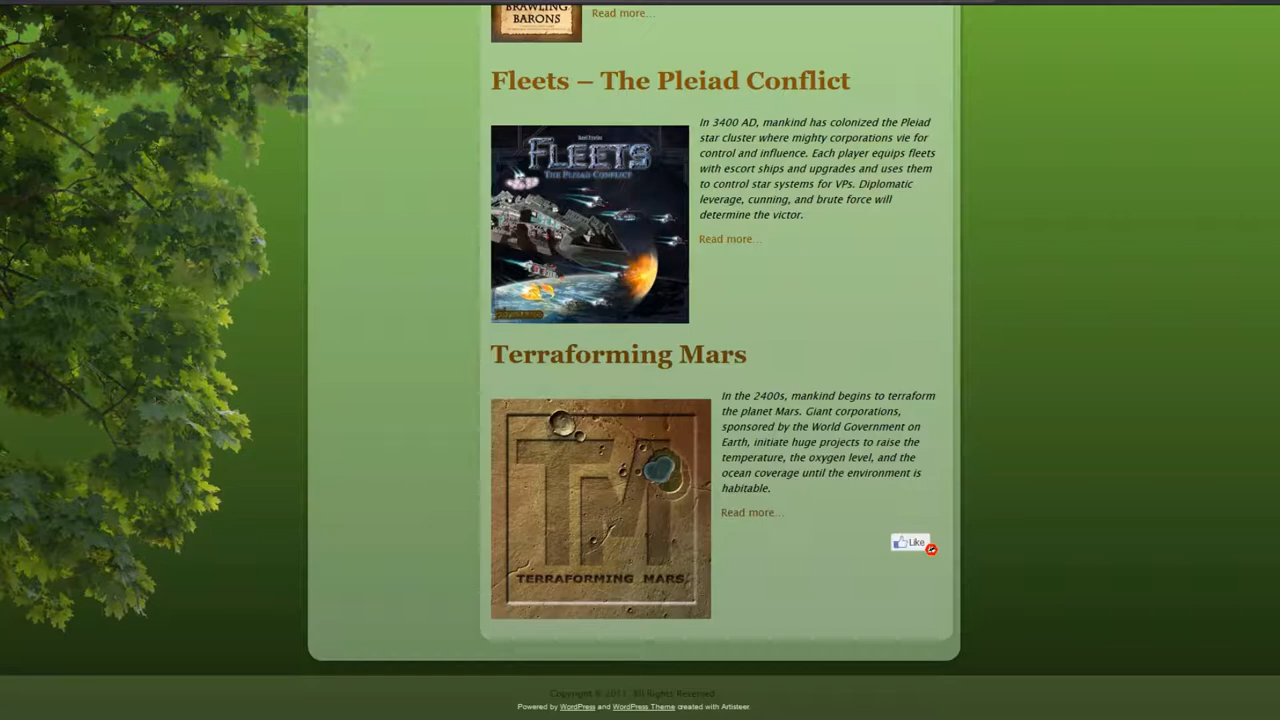 BRAWLING
BARONS
Read more...
Fleets – The Pleiad Conflict
FLEETS
THE PLEIAD CONFLICT
In 3400 AD, mankind has colonized the Pleiad
star cluster where mighty corporations vie for
control and influence. Each player equips fleets
with escort ships and upgrades and uses them
to control star systems for VPs. Diplomatic
leverage, cunning, and brute force will
determine the victor.
Read more...
Terraforming Mars
TM
TERRAFORMING MARS
In the 2400s, mankind begins to terraform
the planet Mars. Giant corporations,
sponsored by the World Government on
Earth, initiate huge projects to raise the
temperature, the oxygen level, and the
ocean coverage until the environment is
habitable.
Read more...
Like
Copyright © 2011. All Rights Reserved
Powered by WordPress and WordPress Theme created with Artisteer.